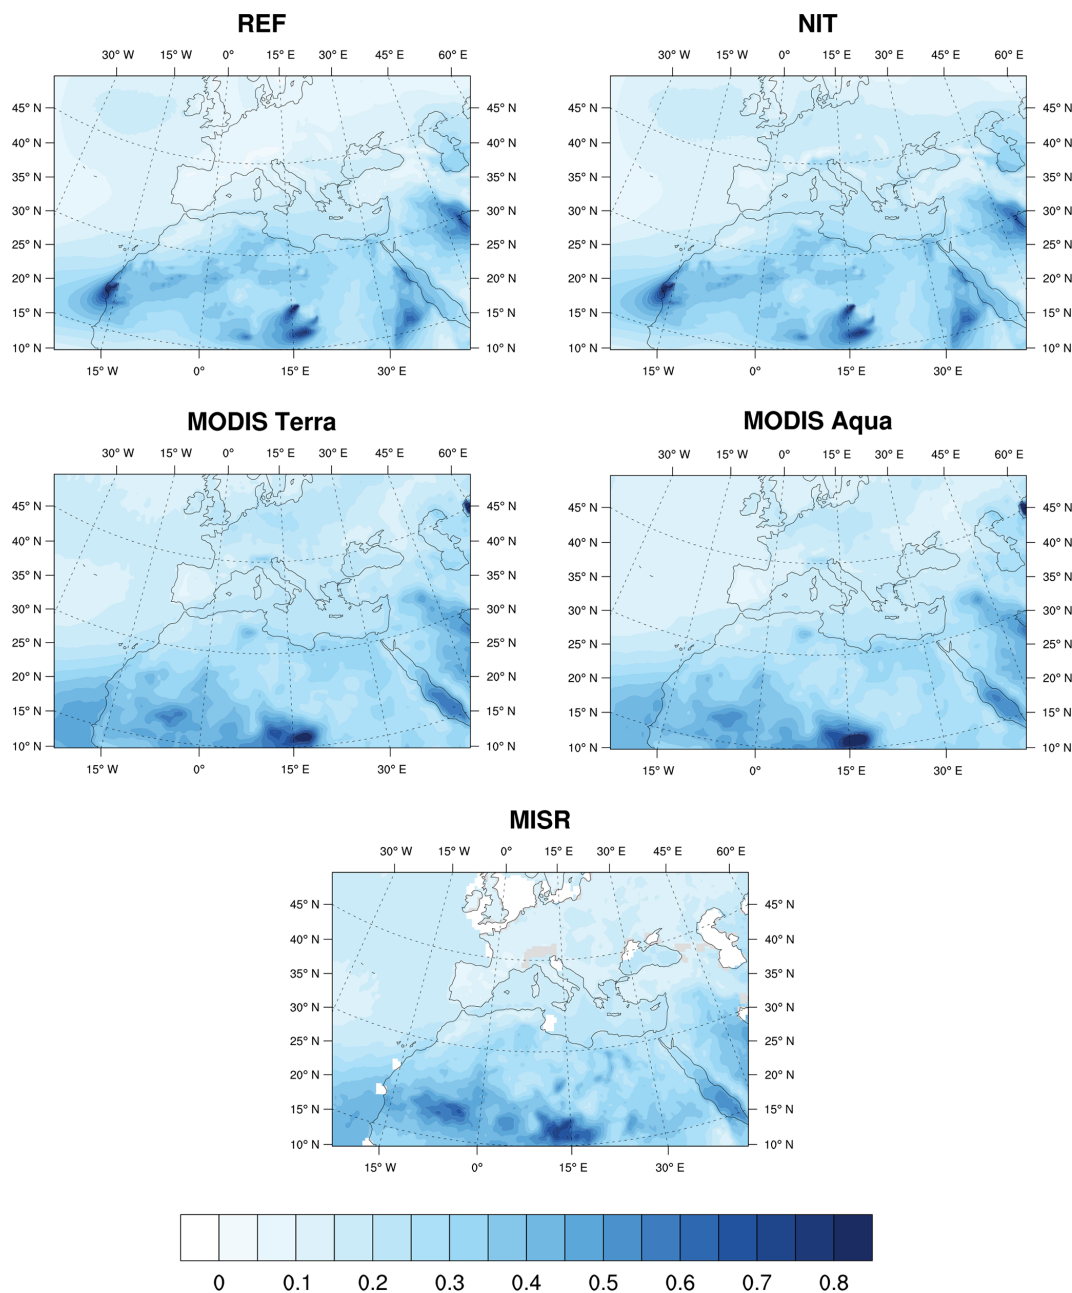 REF NIT
30° W 15° W 0° 15° E 30° E 45° E 60° E 30° W 15° W 0° 15° E 30° E 45° E 60° E
45° N 45° N 45° N 45° N
40° N 40° N 40° N 40° N
35° N 35° N 35° N 35° N
30° N 30° N 30° N 30° N
25° N 25° N 25° N 25° N
20° N 20° N 20° N 20° N
15° N 15° N 15° N 15° N
10° N 10° N 10° N 10° N
15° W 0° 15° E 30° E 15° W 0° 15° E 30° E
MODIS Terra MODIS Aqua
30° W 15° W 0° 15° E 30° E 45° E 60° E 30° W 15° W 0° 15° E 30° E 45° E 60° E
45° N 45° N 45° N 45° N
40° N 40° N 40° N 40° N
35° N 35° N 35° N 35° N
30° N 30° N 30° N 30° N
25° N 25° N 25° N 25° N
20° N 20° N 20° N 20° N
15° N 15° N 15° N 15° N
10° N 10° N 10° N 10° N
15° W 0° 15° E 30° E 15° W 0° 15° E 30° E
MISR
30° W 15° W 0° 15° E 30° E 45° E 60° E
45° N 45° N
40° N 40° N
35° N 35° N
30° N 30° N
25° N 25° N
20° N 20° N
15° N 15° N
10° N 10° N
15° W 0° 15° E 30° E
0 0.1 0.2 0.3 0.4 0.5 0.6 0.7 0.8